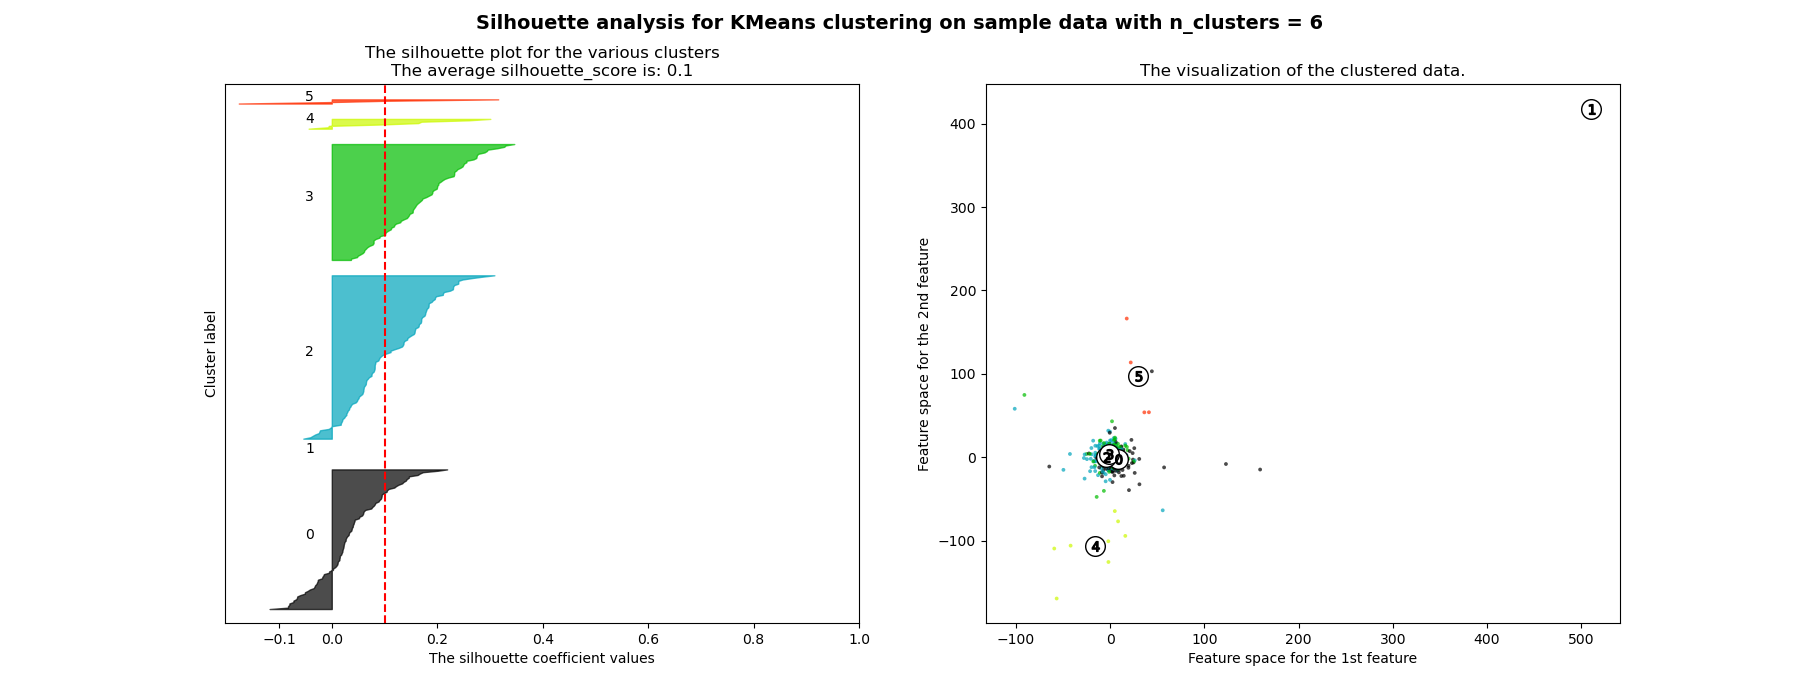 Silhouette analysis for KMeans clustering on sample data with n_clusters = 6
The silhouette plot for the various clusters
The average silhouette_score is: 0.1
5
4
3
2
1
0
Cluster label
−0.1 0.0 0.2 0.4 0.6 0.8 1.0
The silhouette coefficient values
The visualization of the clustered data.
400
300
200
100
0
−100
Feature space for the 2nd feature
1
5
3
2 0
4
−100 0 100 200 300 400 500
Feature space for the 1st feature